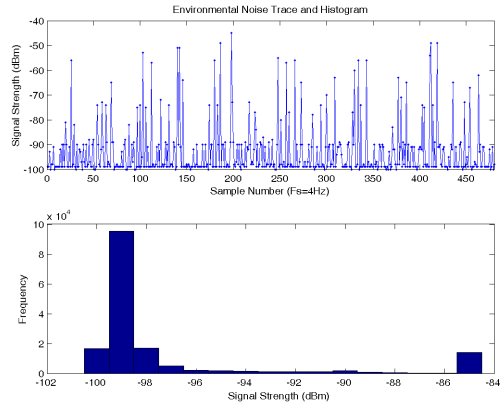 Environmental Noise Trace and Histogram
-40
-50
-60
-70
-80
-90
-100
Signal Strength (dBm)
0 50 100 150 200 250 300 350 400 450
Sample Number (Fs=4Hz)
x 10^4
10
8
6
4
2
0
Frequency
-102 -100 -98 -96 -94 -92 -90 -88 -86 -84
Signal Strength (dBm)